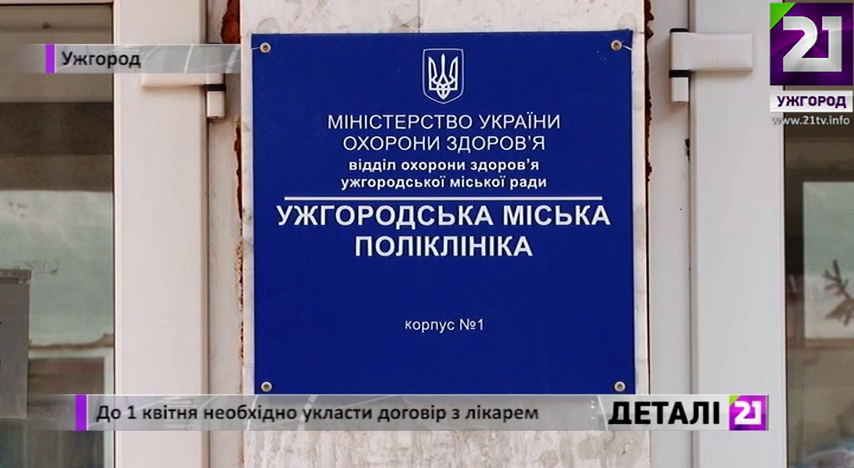 Ужгород
21
УЖГОРОД
www.21tv.info
МІНІСТЕРСТВО УКРАЇНИ
ОХОРОНИ ЗДОРОВ'Я
відділ охорони здоров'я
ужгородської міської ради
УЖГОРОДСЬКА МІСЬКА
ПОЛІКЛІНІКА
корпус №1
До 1 квітня необхідно укласти договір з лікарем
ДЕТАЛІ 21